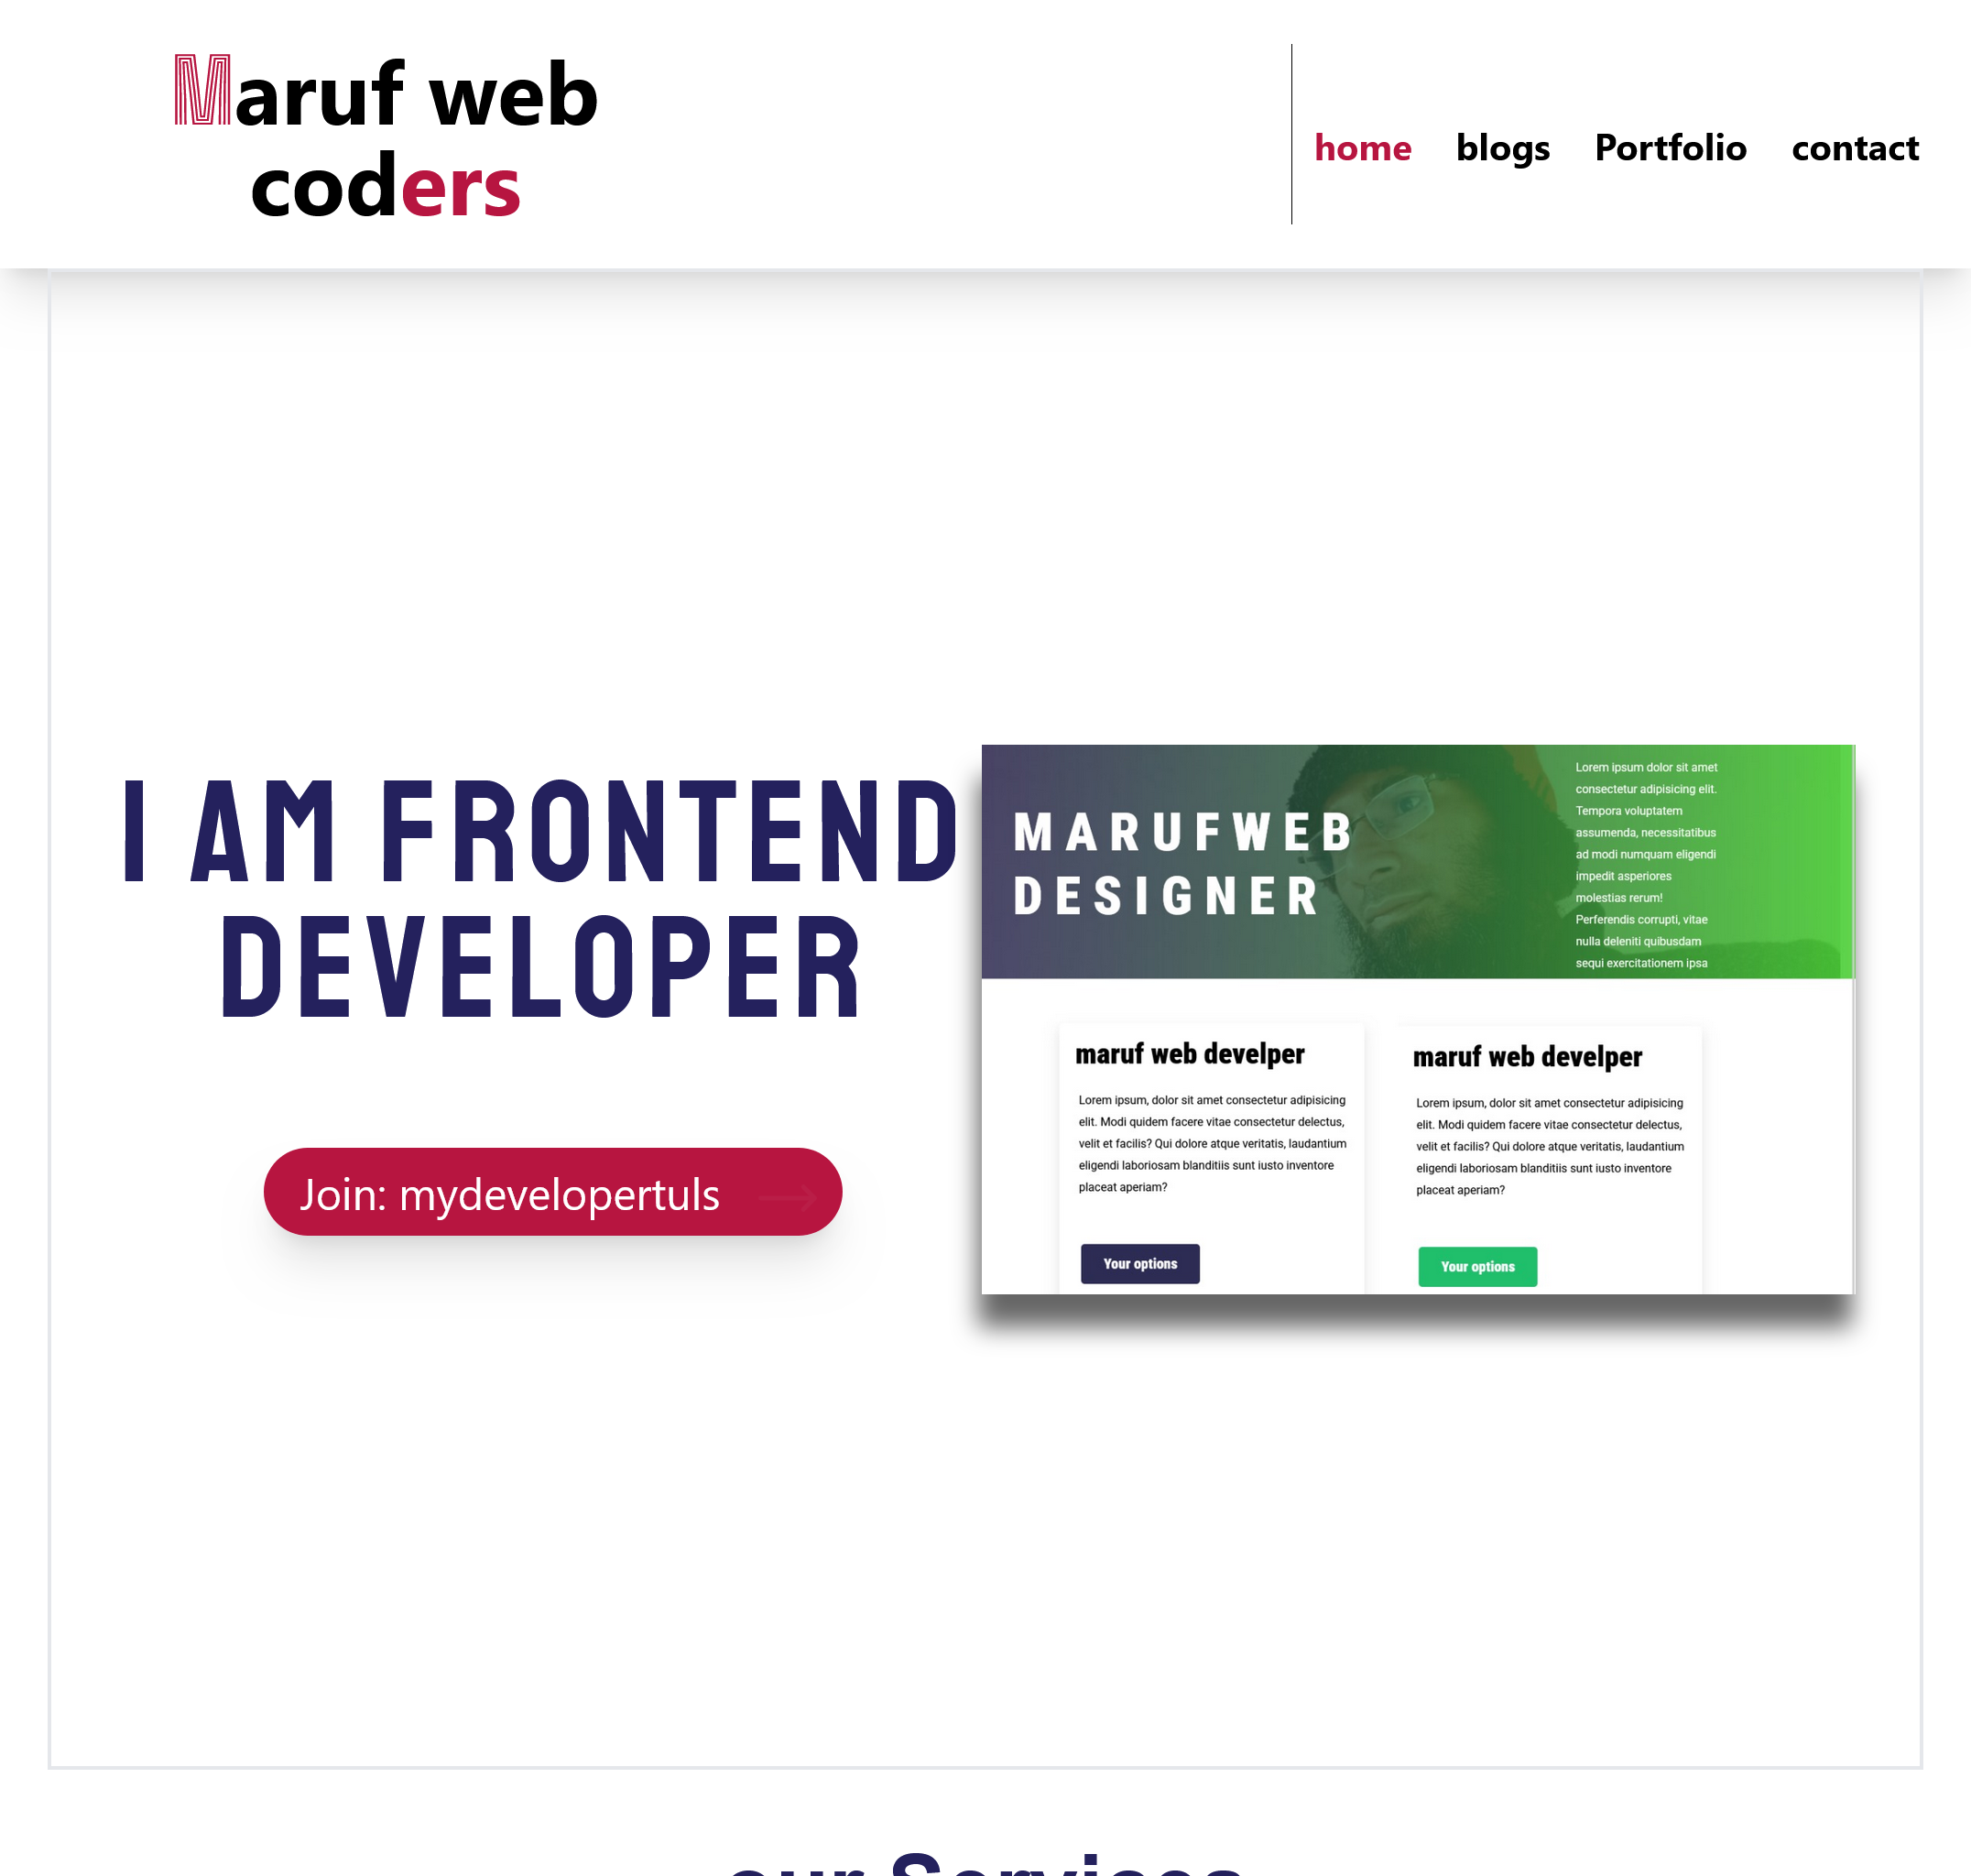 Maruf web
coders
home blogs Portfolio contact
I AM FRONTEND
DEVELOPER
Join: mydevelopertuls
MARUFWEB
DESIGNER
Lorem ipsum dolor sit amet
consectetur adipisicing elit.
Tempora voluptatem
assumenda, necessitatibus
ad modi numquam eligendi
impedit asperiores
molestias rerum!
Perferendis corrupti, vitae
nulla deleniti quibusdam
sequi exercitationem ipsa
maruf web develper
Lorem ipsum, dolor sit amet consectetur adipisicing
elit. Modi quidem facere vitae consectetur delectus,
velit et facilis? Qui dolore atque veritatis, laudantium
eligendi laboriosam blanditiis sunt iusto inventore
placeat aperiam?
Your options
maruf web develper
Lorem ipsum, dolor sit amet consectetur adipisicing
elit. Modi quidem facere vitae consectetur delectus,
velit et facilis? Qui dolore atque veritatis, laudantium
eligendi laboriosam blanditiis sunt iusto inventore
placeat aperiam?
Your options
our Services